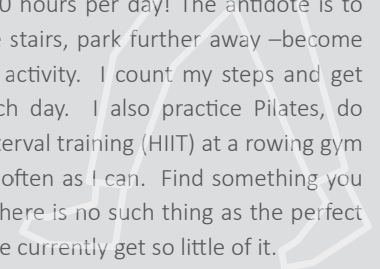 0 hours per day! The antidote is to
stairs, park further away –become
activity. I count my steps and get
ch day. I also practice Pilates, do
terval training (HIIT) at a rowing gym
often as I can. Find something you
here is no such thing as the perfect
e currently get so little of it.